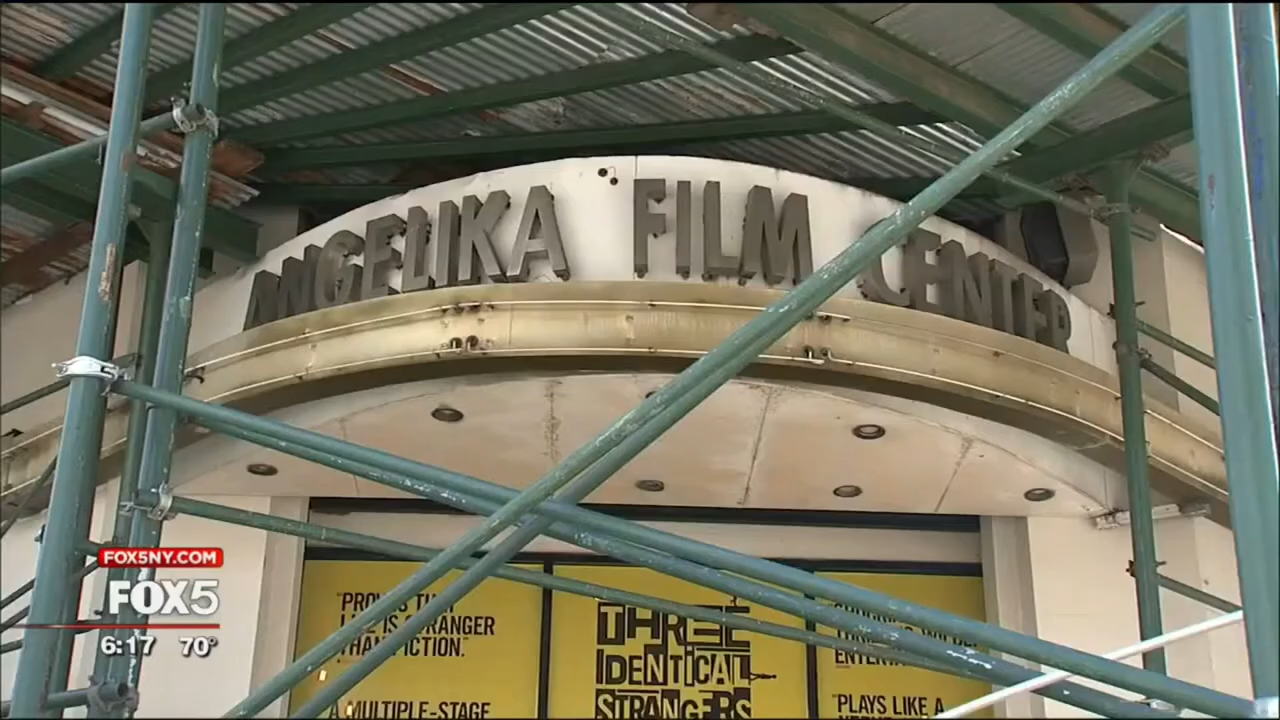 ANGELIKA FILM CENTER
FOX5NY.COM
FOX5
6:17 70°
"PROVES THAT
LIFE IS STRANGER
THAN FICTION."
A MULTIPLE-STAGE
THREE
IDENTICAL
STRANGERS
"PLAYS LIKE A